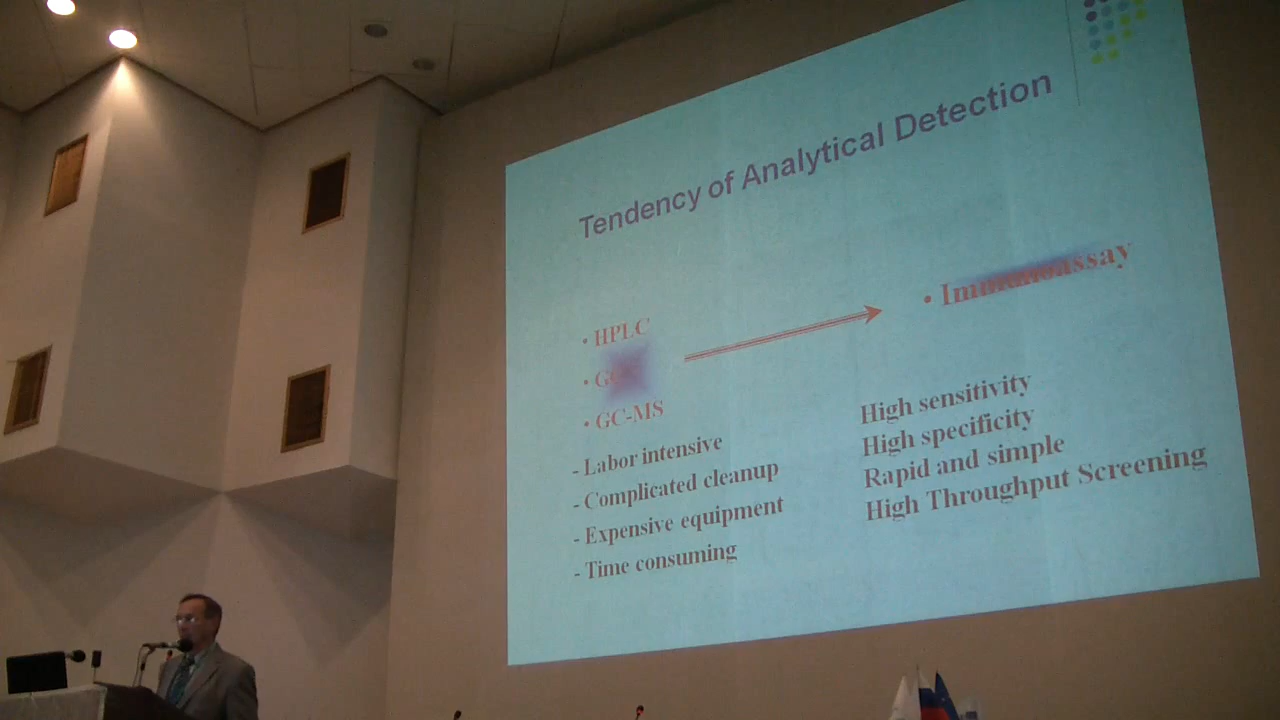 Tendency of Analytical Detection
• HPLC
• GC-MS
- Labor intensive
- Complicated cleanup
- Expensive equipment
- Time consuming
• Immunoassay
High sensitivity
High specificity
Rapid and simple
High Throughput Screening